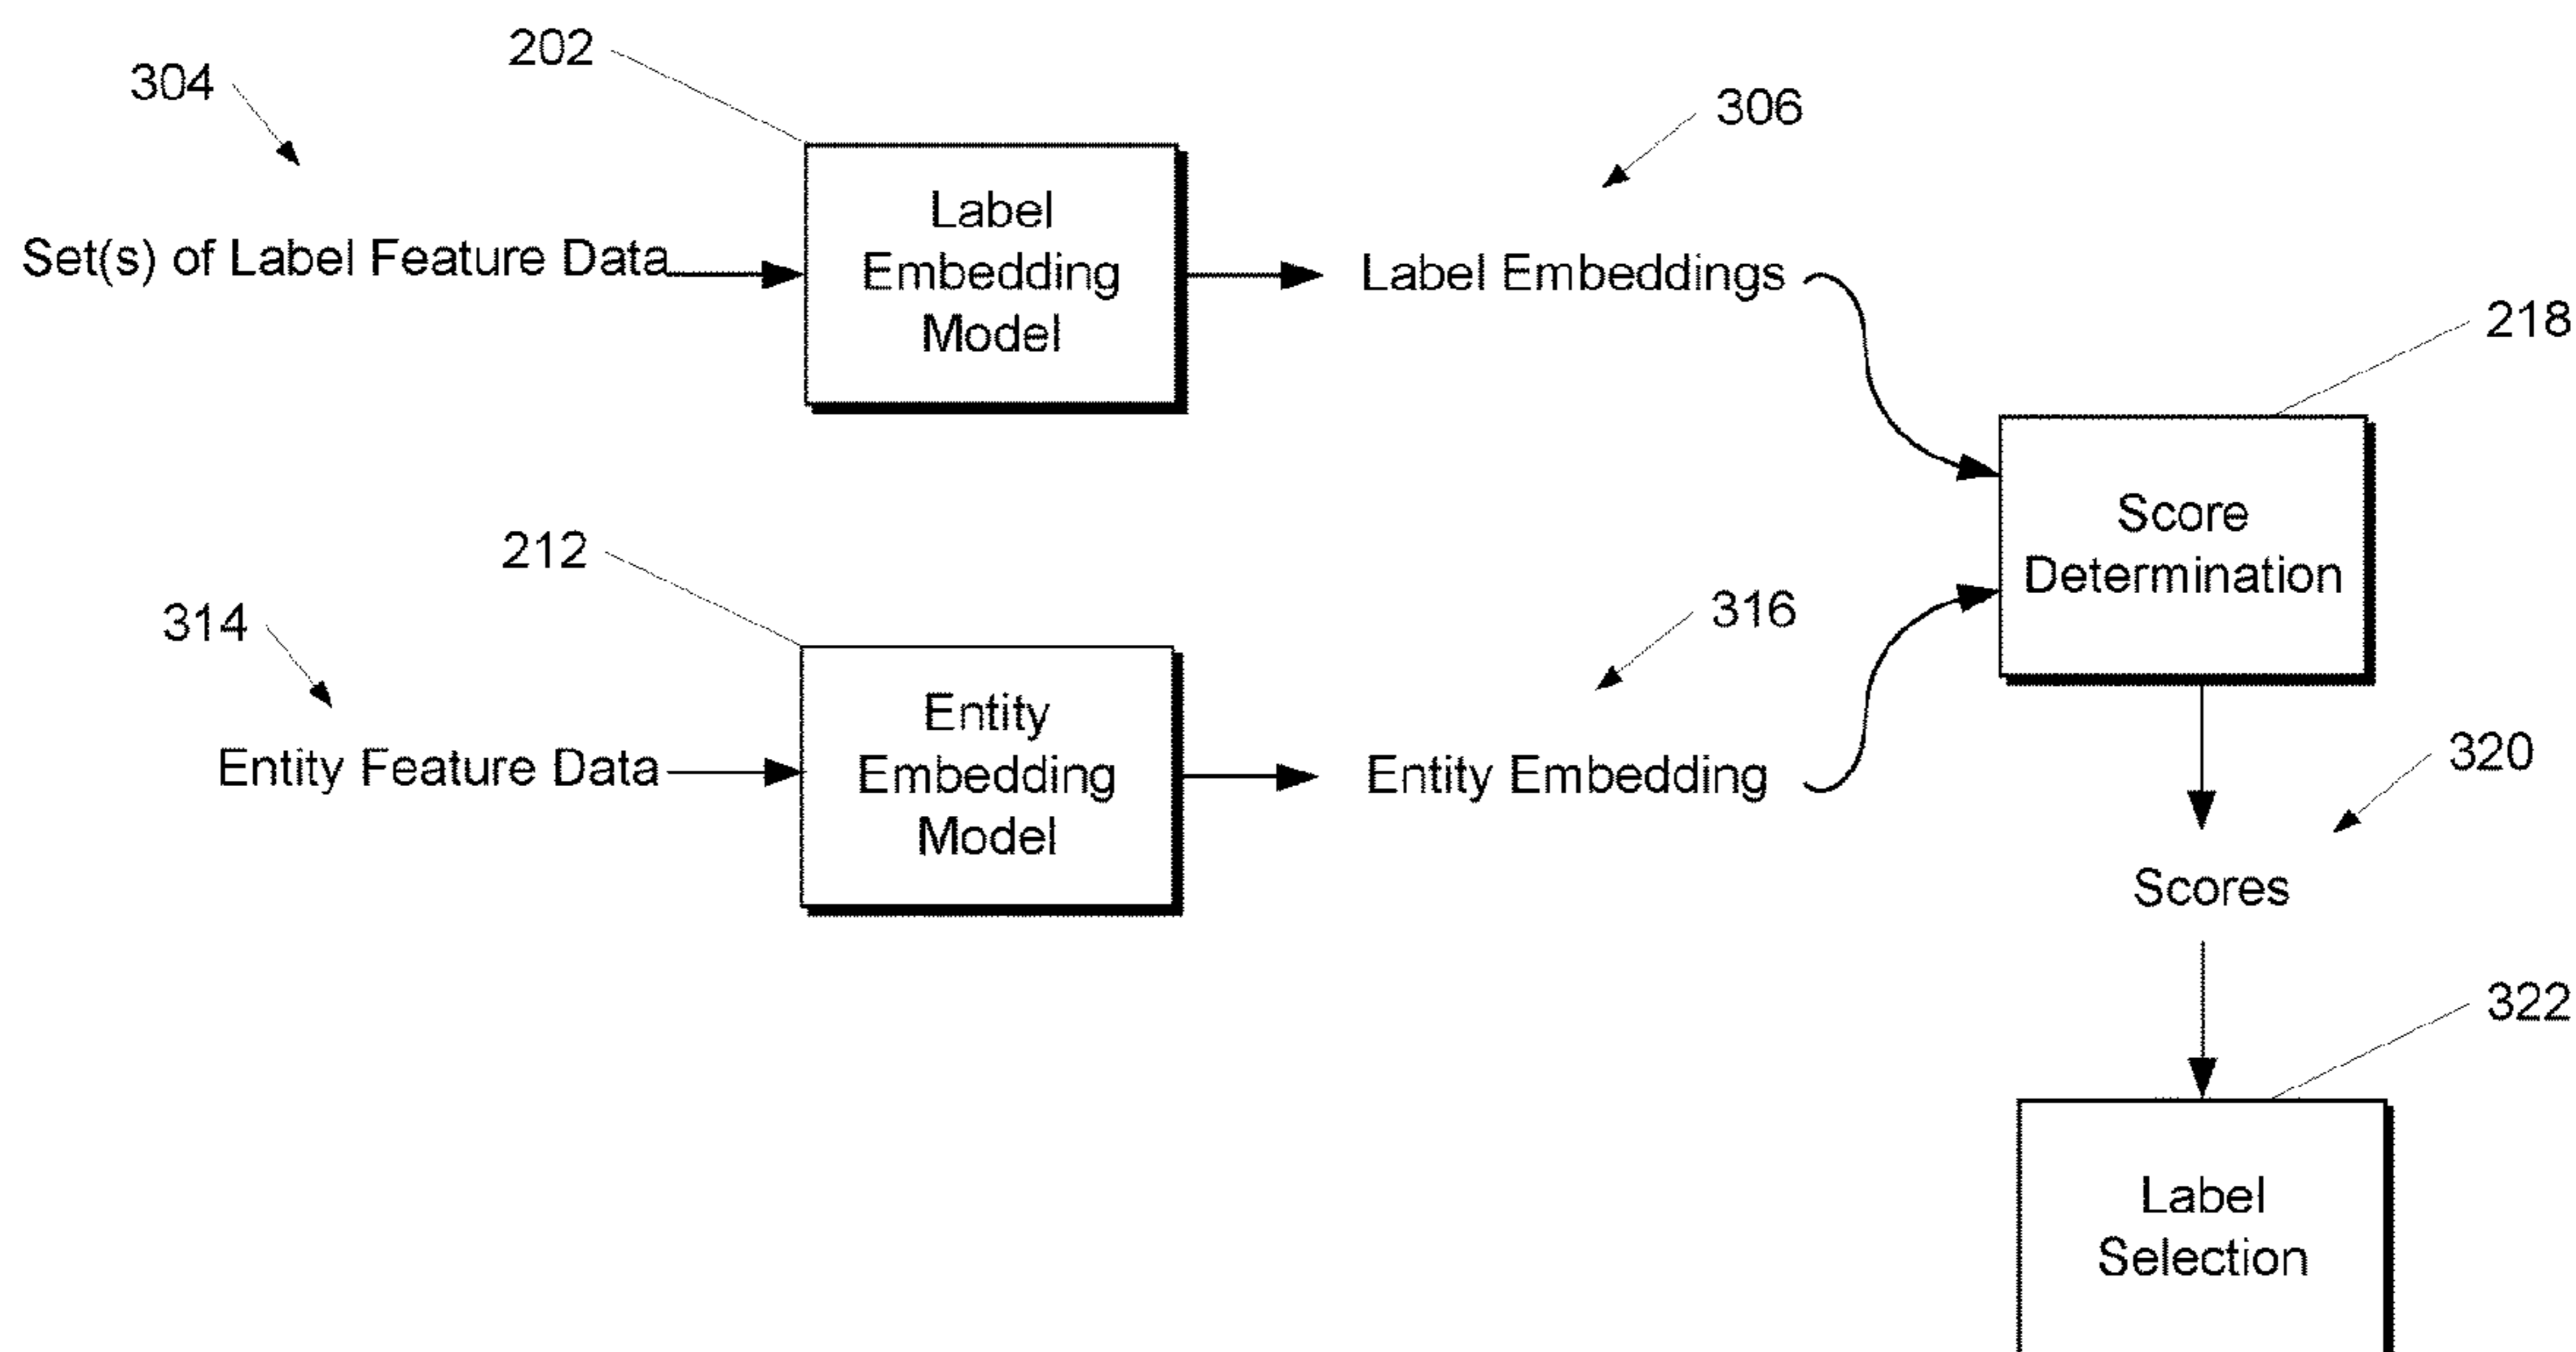 202
304
306
Label
Embedding
Model
Set(s) of Label Feature Data
Label Embeddings
218
Score
Determination
212
314
316
Entity
Embedding
Model
Entity Feature Data
Entity Embedding
320
Scores
322
Label
Selection